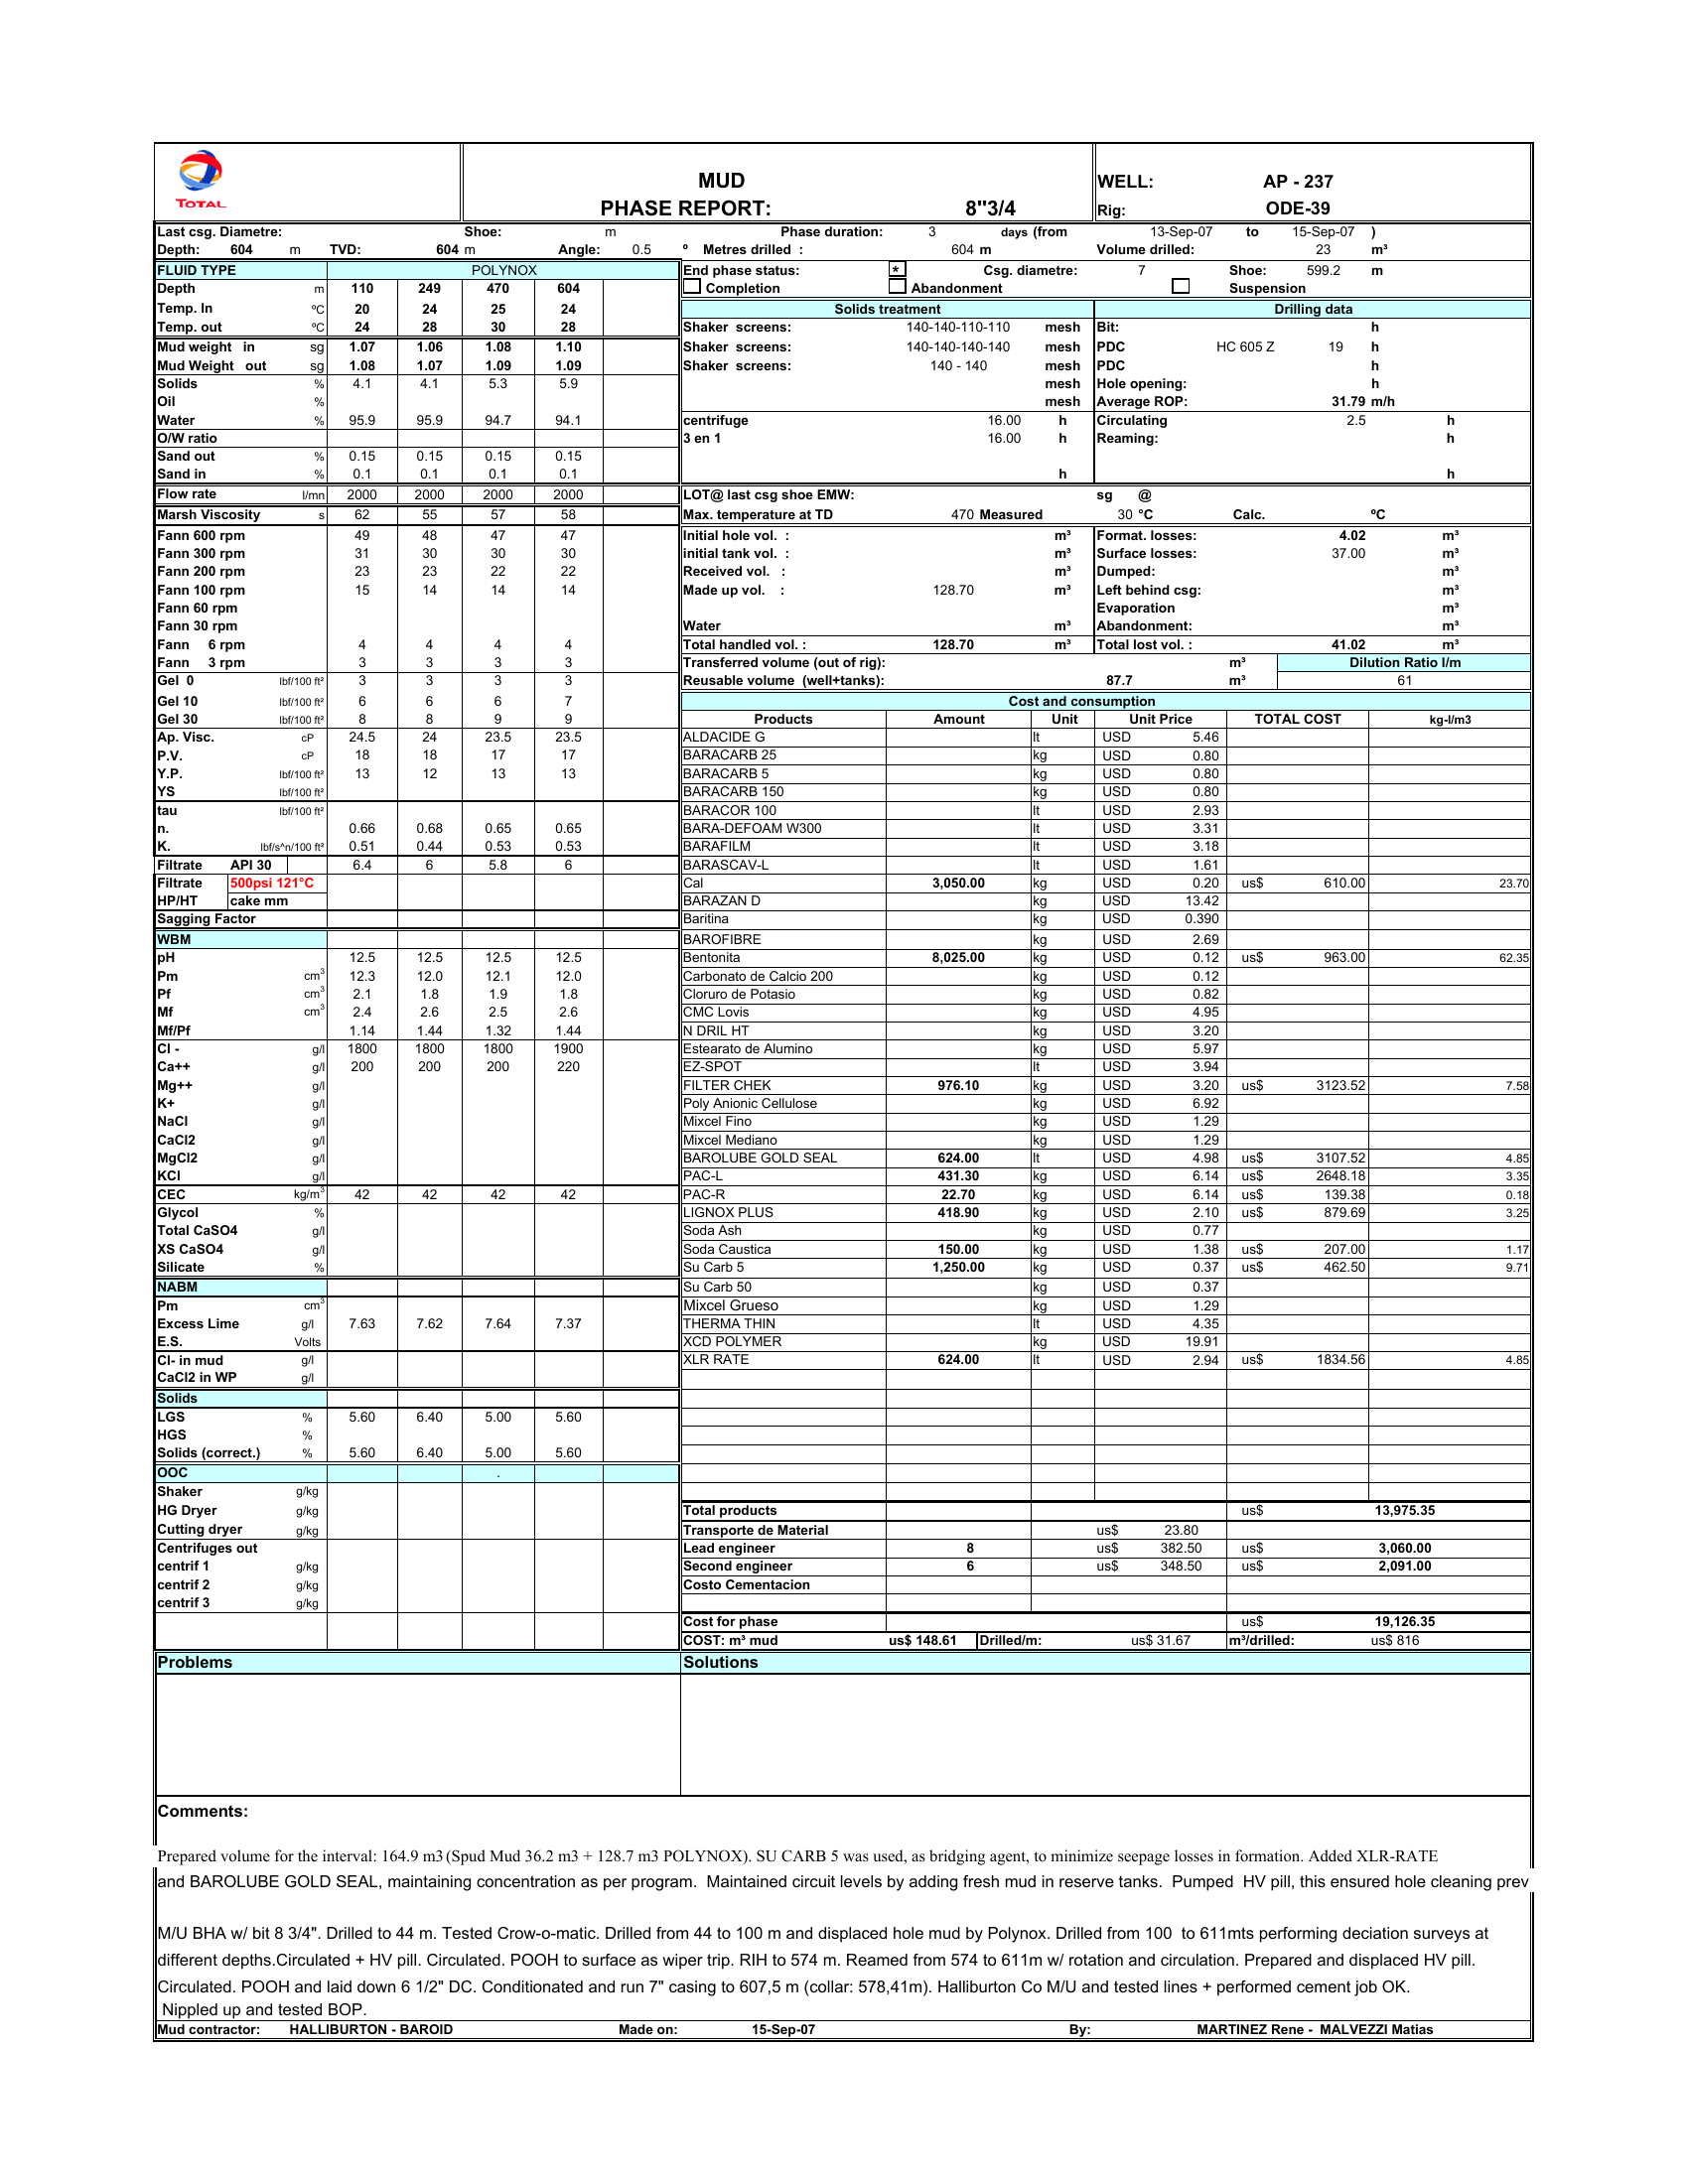 TOTAL
MUD
PHASE REPORT: 8"3/4
WELL: AP - 237
Rig: ODE-39
Last csg. Diametre: Shoe: m Phase duration: 3 days (from 13-Sep-07 to 15-Sep-07 )
Depth: 604 m TVD: 604 m Angle: 0.5 º Metres drilled : 604 m Volume drilled: 23 m³
FLUID TYPE POLYNOX
Depth m 110 249 470 604
Temp. In ºC 20 24 25 24
Temp. out ºC 24 28 30 28
Mud weight in sg 1.07 1.06 1.08 1.10
Mud Weight out sg 1.08 1.07 1.09 1.09
Solids % 4.1 4.1 5.3 5.9
Oil %
Water % 95.9 95.9 94.7 94.1
O/W ratio
Sand out % 0.15 0.15 0.15 0.15
Sand in % 0.1 0.1 0.1 0.1
Flow rate l/mn 2000 2000 2000 2000
Marsh Viscosity s 62 55 57 58
Fann 600 rpm 49 48 47 47
Fann 300 rpm 31 30 30 30
Fann 200 rpm 23 23 22 22
Fann 100 rpm 15 14 14 14
Fann 60 rpm
Fann 30 rpm
Fann 6 rpm 4 4 4 4
Fann 3 rpm 3 3 3 3
Gel 0 lbf/100 ft² 3 3 3 3
Gel 10 lbf/100 ft² 6 6 6 7
Gel 30 lbf/100 ft² 8 8 9 9
Ap. Visc. cP 24.5 24 23.5 23.5
P.V. cP 18 18 17 17
Y.P. lbf/100 ft² 13 12 13 13
YS lbf/100 ft²
tau lbf/100 ft²
n. 0.66 0.68 0.65 0.65
K. lbf/s^n/100 ft² 0.51 0.44 0.53 0.53
Filtrate API 30 6.4 6 5.8 6
Filtrate 500psi 121°C
HP/HT cake mm
Sagging Factor
WBM
pH 12.5 12.5 12.5 12.5
Pm cm³ 12.3 12.0 12.1 12.0
Pf cm³ 2.1 1.8 1.9 1.8
Mf cm³ 2.4 2.6 2.5 2.6
Mf/Pf 1.14 1.44 1.32 1.44
Cl - g/l 1800 1800 1800 1900
Ca++ g/l 200 200 200 220
Mg++ g/l
K+ g/l
NaCl g/l
CaCl2 g/l
MgCl2 g/l
KCl g/l
CEC kg/m³ 42 42 42 42
Glycol %
Total CaSO4 g/l
XS CaSO4 g/l
Silicate %
NABM
Pm cm³
Excess Lime g/l 7.63 7.62 7.64 7.37
E.S. Volts
Cl- in mud g/l
CaCl2 in WP g/l
Solids
LGS % 5.60 6.40 5.00 5.60
HGS %
Solids (correct.) % 5.60 6.40 5.00 5.60
OOC .
Shaker g/kg
HG Dryer g/kg
Cutting dryer g/kg
Centrifuges out
centrif 1 g/kg
centrif 2 g/kg
centrif 3 g/kg
End phase status: * Csg. diametre: 7 Shoe: 599.2 m
Completion Abandonment Suspension
Solids treatment Drilling data
Shaker screens: 140-140-110-110 mesh Bit: h
Shaker screens: 140-140-140-140 mesh PDC HC 605 Z 19 h
Shaker screens: 140 - 140 mesh PDC h
mesh Hole opening: h
mesh Average ROP: 31.79 m/h
centrifuge 16.00 h Circulating 2.5 h
3 en 1 16.00 h Reaming: h
h h
LOT@ last csg shoe EMW: sg @
Max. temperature at TD 470 Measured 30 °C Calc. ºC
Initial hole vol. : m³ Format. losses: 4.02 m³
initial tank vol. : m³ Surface losses: 37.00 m³
Received vol. : m³ Dumped: m³
Made up vol. : 128.70 m³ Left behind csg: m³
Evaporation m³
Water m³ Abandonment: m³
Total handled vol. : 128.70 m³ Total lost vol. : 41.02 m³
Transferred volume (out of rig): m³ Dilution Ratio l/m
Reusable volume (well+tanks): 87.7 m³ 61
Cost and consumption
Products Amount Unit Unit Price TOTAL COST kg-l/m3
ALDACIDE G lt USD 5.46
BARACARB 25 kg USD 0.80
BARACARB 5 kg USD 0.80
BARACARB 150 kg USD 0.80
BARACOR 100 lt USD 2.93
BARA-DEFOAM W300 lt USD 3.31
BARAFILM lt USD 3.18
BARASCAV-L lt USD 1.61
Cal 3,050.00 kg USD 0.20 us$ 610.00 23.70
BARAZAN D kg USD 13.42
Baritina kg USD 0.390
BAROFIBRE kg USD 2.69
Bentonita 8,025.00 kg USD 0.12 us$ 963.00 62.35
Carbonato de Calcio 200 kg USD 0.12
Cloruro de Potasio kg USD 0.82
CMC Lovis kg USD 4.95
N DRIL HT kg USD 3.20
Estearato de Alumino kg USD 5.97
EZ-SPOT lt USD 3.94
FILTER CHEK 976.10 kg USD 3.20 us$ 3123.52 7.58
Poly Anionic Cellulose kg USD 6.92
Mixcel Fino kg USD 1.29
Mixcel Mediano kg USD 1.29
BAROLUBE GOLD SEAL 624.00 lt USD 4.98 us$ 3107.52 4.85
PAC-L 431.30 kg USD 6.14 us$ 2648.18 3.35
PAC-R 22.70 kg USD 6.14 us$ 139.38 0.18
LIGNOX PLUS 418.90 kg USD 2.10 us$ 879.69 3.25
Soda Ash kg USD 0.77
Soda Caustica 150.00 kg USD 1.38 us$ 207.00 1.17
Su Carb 5 1,250.00 kg USD 0.37 us$ 462.50 9.71
Su Carb 50 kg USD 0.37
Mixcel Grueso kg USD 1.29
THERMA THIN lt USD 4.35
XCD POLYMER kg USD 19.91
XLR RATE 624.00 lt USD 2.94 us$ 1834.56 4.85
Total products us$ 13,975.35
Transporte de Material us$ 23.80
Lead engineer 8 us$ 382.50 us$ 3,060.00
Second engineer 6 us$ 348.50 us$ 2,091.00
Costo Cementacion
Cost for phase us$ 19,126.35
COST: m³ mud us$ 148.61 Drilled/m: us$ 31.67 m³/drilled: us$ 816
Problems Solutions
Comments:
Prepared volume for the interval: 164.9 m3 (Spud Mud 36.2 m3 + 128.7 m3 POLYNOX). SU CARB 5 was used, as bridging agent, to minimize seepage losses in formation. Added XLR-RATE
and BAROLUBE GOLD SEAL, maintaining concentration as per program. Maintained circuit levels by adding fresh mud in reserve tanks. Pumped HV pill, this ensured hole cleaning prev
M/U BHA w/ bit 8 3/4". Drilled to 44 m. Tested Crow-o-matic. Drilled from 44 to 100 m and displaced hole mud by Polynox. Drilled from 100 to 611mts performing deciation surveys at
different depths.Circulated + HV pill. Circulated. POOH to surface as wiper trip. RIH to 574 m. Reamed from 574 to 611m w/ rotation and circulation. Prepared and displaced HV pill.
Circulated. POOH and laid down 6 1/2" DC. Conditionated and run 7" casing to 607,5 m (collar: 578,41m). Halliburton Co M/U and tested lines + performed cement job OK.
Nippled up and tested BOP.
Mud contractor: HALLIBURTON - BAROID Made on: 15-Sep-07 By: MARTINEZ Rene - MALVEZZI Matias